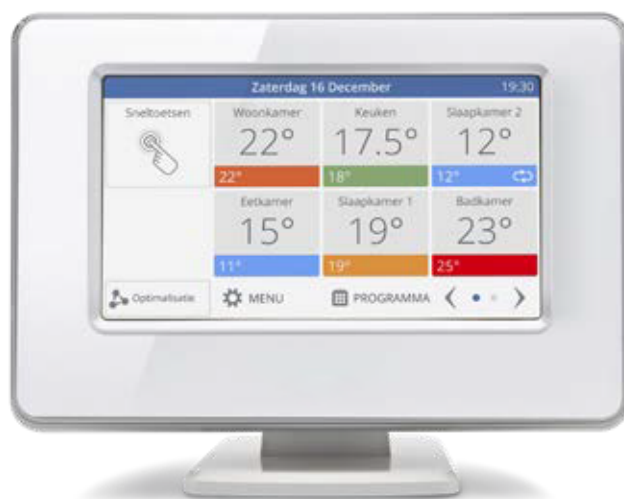 Zaterdag 16 December 19:30
Sneltoetsen
Woonkamer Keuken Slaapkamer 2
22° 17.5° 12°
22° 18° 12°
Eetkamer Slaapkamer 1 Badkamer
15° 19° 23°
11° 19° 25°
Optimalisatie MENU PROGRAMMA